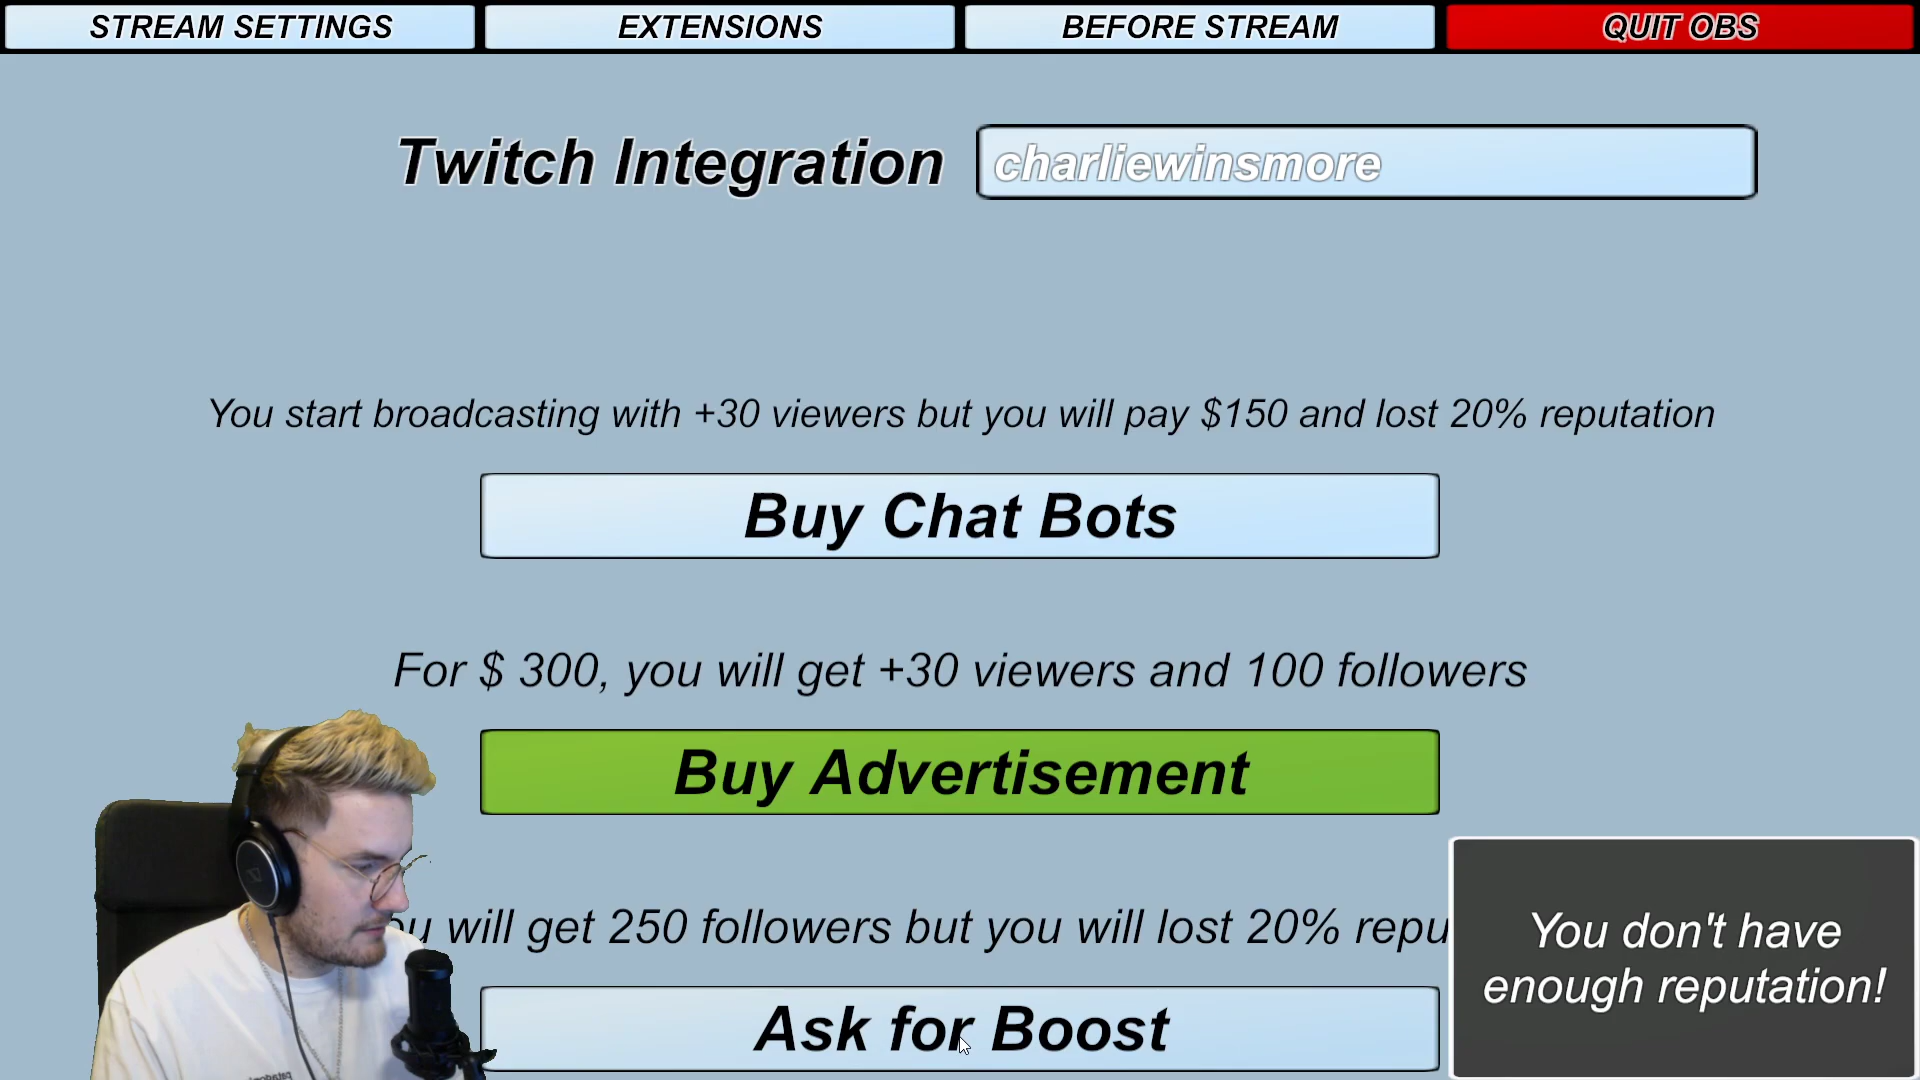 STREAM SETTINGS
EXTENSIONS
BEFORE STREAM
QUIT OBS
Twitch Integration
charliewinsmore
You start broadcasting with +30 viewers but you will pay $150 and lost 20% reputation
Buy Chat Bots
For $ 300, you will get +30 viewers and 100 followers
Buy Advertisement
will get 250 followers but you will lost 20%
You don't have
enough reputation!
Ask for Boost